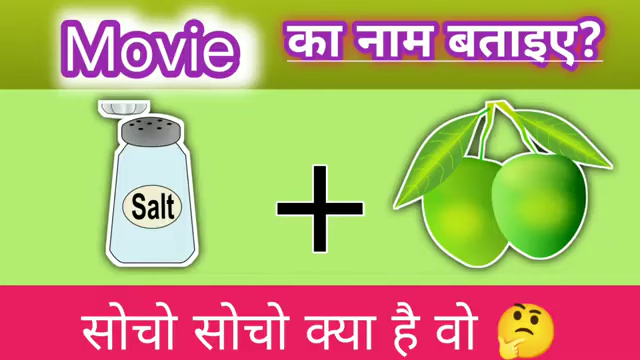 Movie का नाम बताइए?
Salt
सोचो सोचो क्या है वो